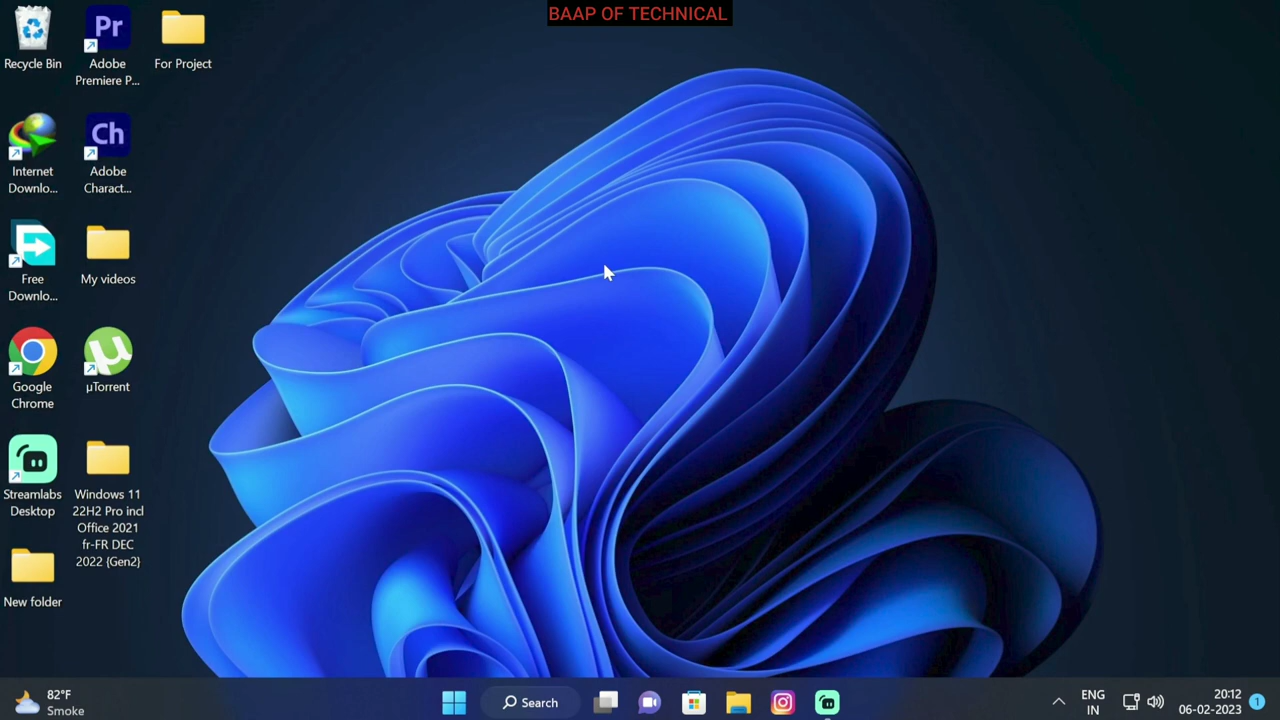 BAAP OF TECHNICAL
Recycle Bin
Pr
Adobe
Premiere P...
For Project
Internet
Downlo...
Ch
Adobe
Charact...
Free
Downlo...
My videos
Google
Chrome
µ
µTorrent
Streamlabs
Desktop
Windows 11
22H2 Pro incl
Office 2021
fr-FR DEC
2022 {Gen2}
New folder
82°F
Smoke
Search
ENG
IN
20:12
06-02-2023
1